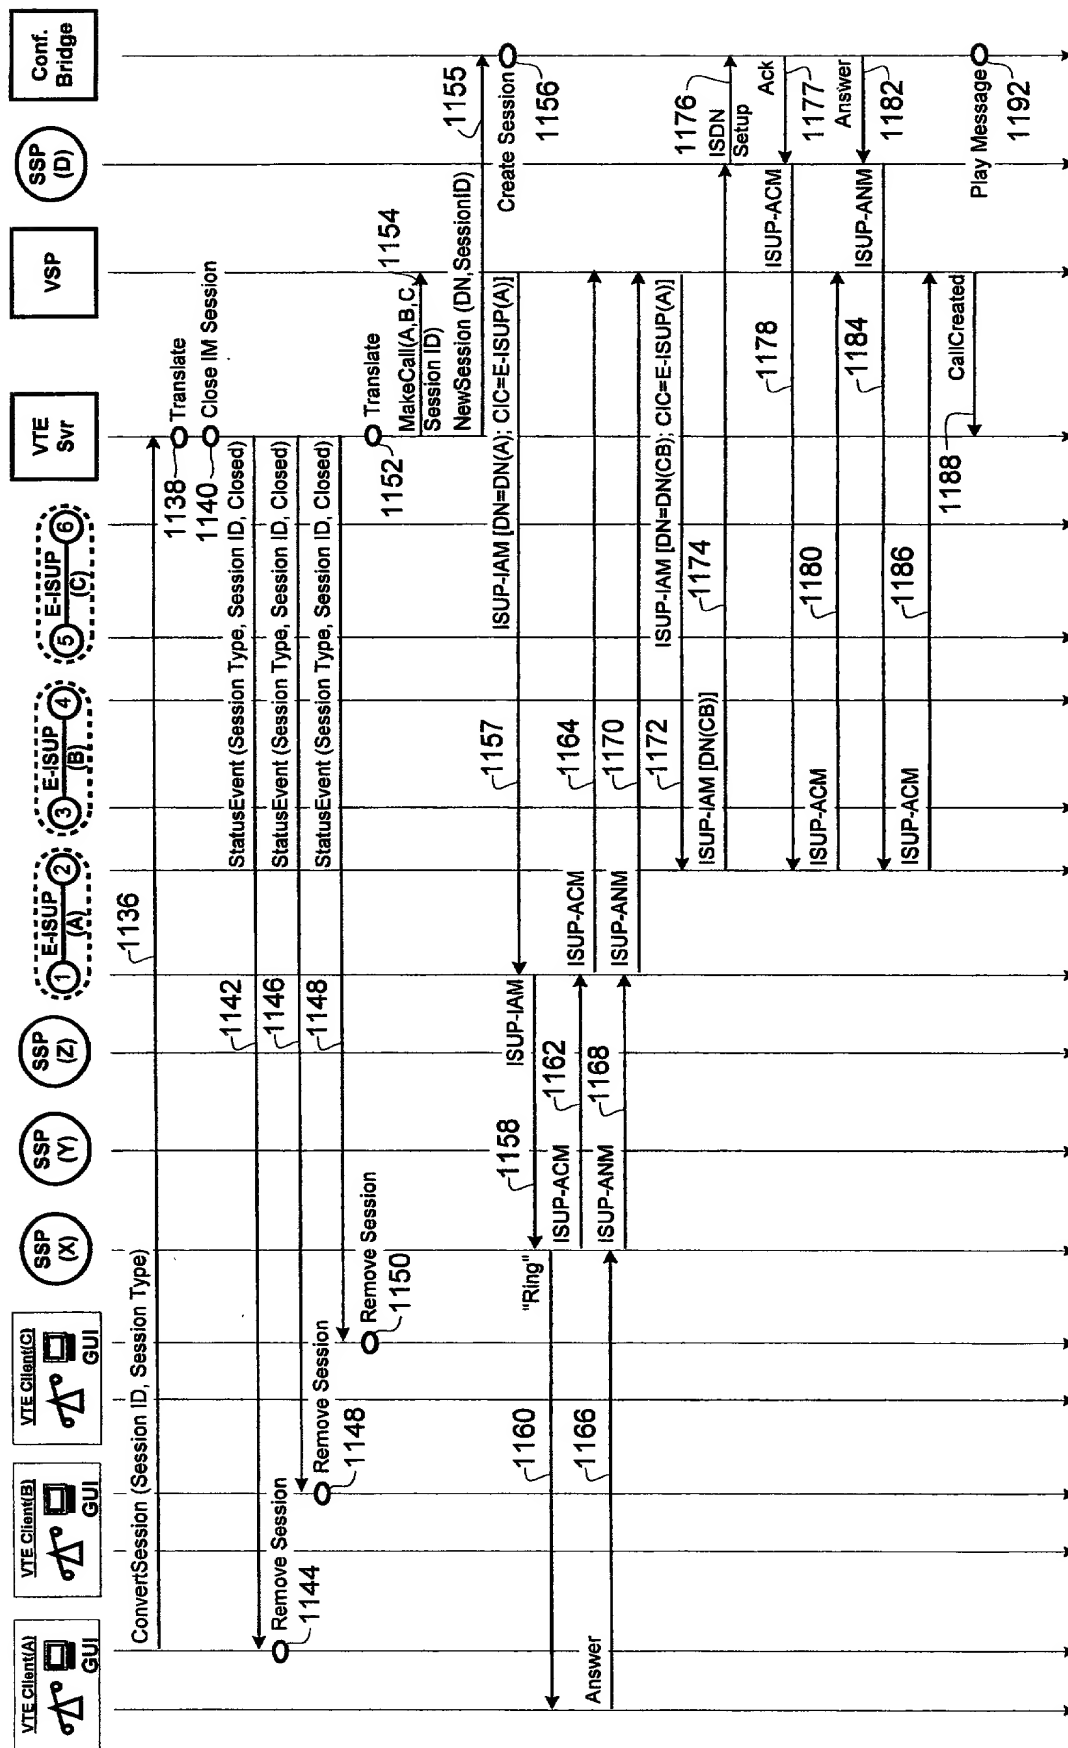 VTE Client(A)
GUI
VTE Client(B)
GUI
VTE Client(C)
GUI
SSP
(X)
SSP
(Y)
SSP
(Z)
1
E-ISUP
(A)
2
3
E-ISUP
(B)
4
5
E-ISUP
(C)
6
VTE
Svr
VSP
SSP
(D)
Conf.
Bridge
ConvertSession (Session ID, Session Type)
1136
Translate
1138
Close IM Session
1140
StatusEvent (Session Type, Session ID, Closed)
1142
Remove Session
1144
StatusEvent (Session Type, Session ID, Closed)
1146
Remove Session
1148
StatusEvent (Session Type, Session ID, Closed)
1148
Remove Session
1150
Translate
1152
MakeCall(A,B,C,
Session ID)
1154
NewSession (DN,SessionID)
1155
Create Session
1156
ISUP-IAM [DN=DN(A); CIC=E-ISUP(A)]
1157
ISUP-IAM
1158
"Ring"
1160
ISUP-ACM
1162
ISUP-ACM
1164
Answer
1166
ISUP-ANM
1168
ISUP-ANM
1170
ISUP-IAM [DN=DN(CB); CIC=E-ISUP(A)]
1172
ISUP-IAM [DN(CB)]
1174
ISDN
Setup
1176
Ack
1177
ISUP-ACM
1178
ISUP-ACM
1180
Answer
1182
ISUP-ANM
1184
ISUP-ACM
1186
CallCreated
1188
Play Message
1192